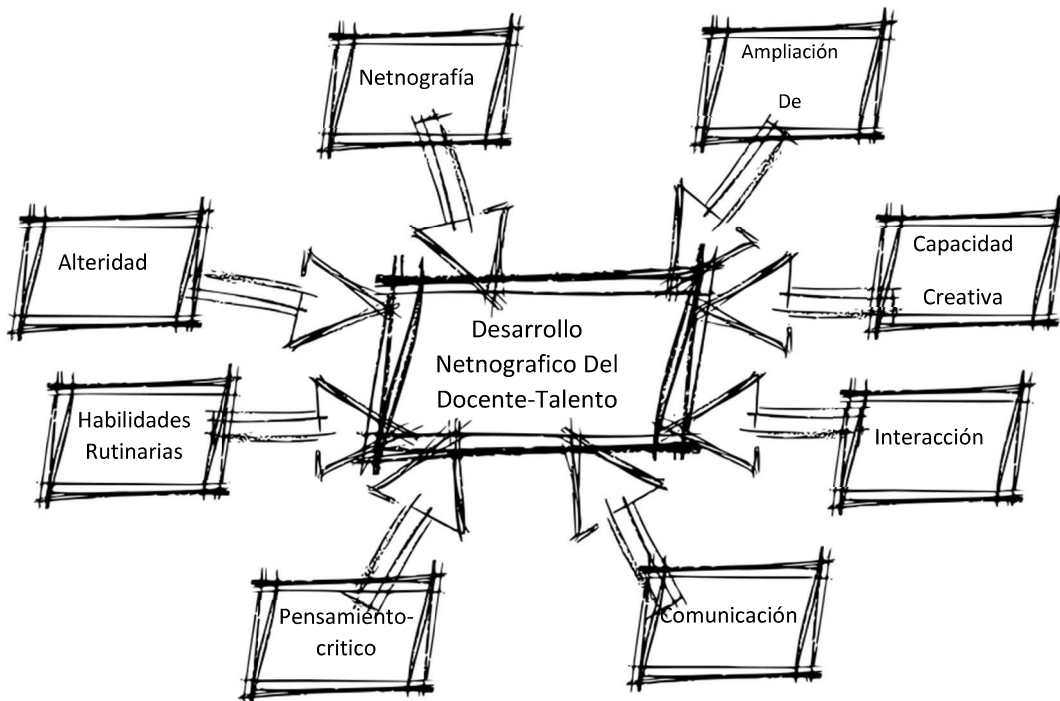 Netnografía
Ampliación
De
Alteridad
Capacidad
Creativa
Desarrollo
Netnografico Del
Docente-Talento
Habilidades
Rutinarias
Interacción
Pensamiento-
critico
Comunicación